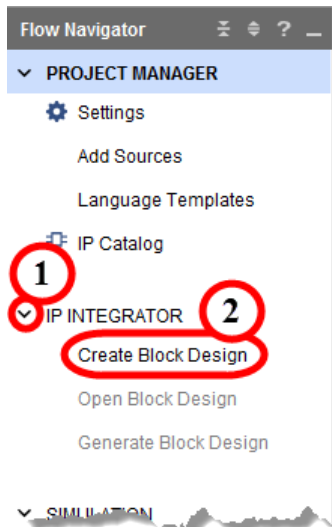 Flow Navigator ?
PROJECT MANAGER
Settings
Add Sources
Language Templates
IP Catalog
1
IP INTEGRATOR 2
Create Block Design
Open Block Design
Generate Block Design
SIMULATION